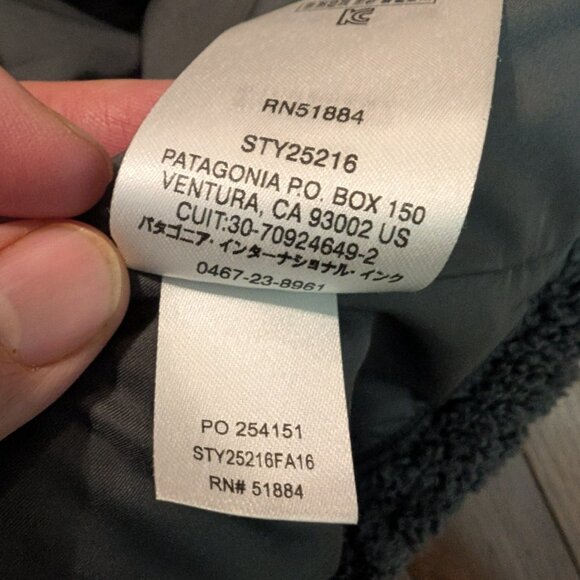 RN51884
STY25216
PATAGONIA P.O. BOX 150
VENTURA, CA 93002 US
CUIT:30-70924649-2
パタゴニア・インターナショナル・インク
0467-23-8961
PO 254151
STY25216FA16
RN# 51884